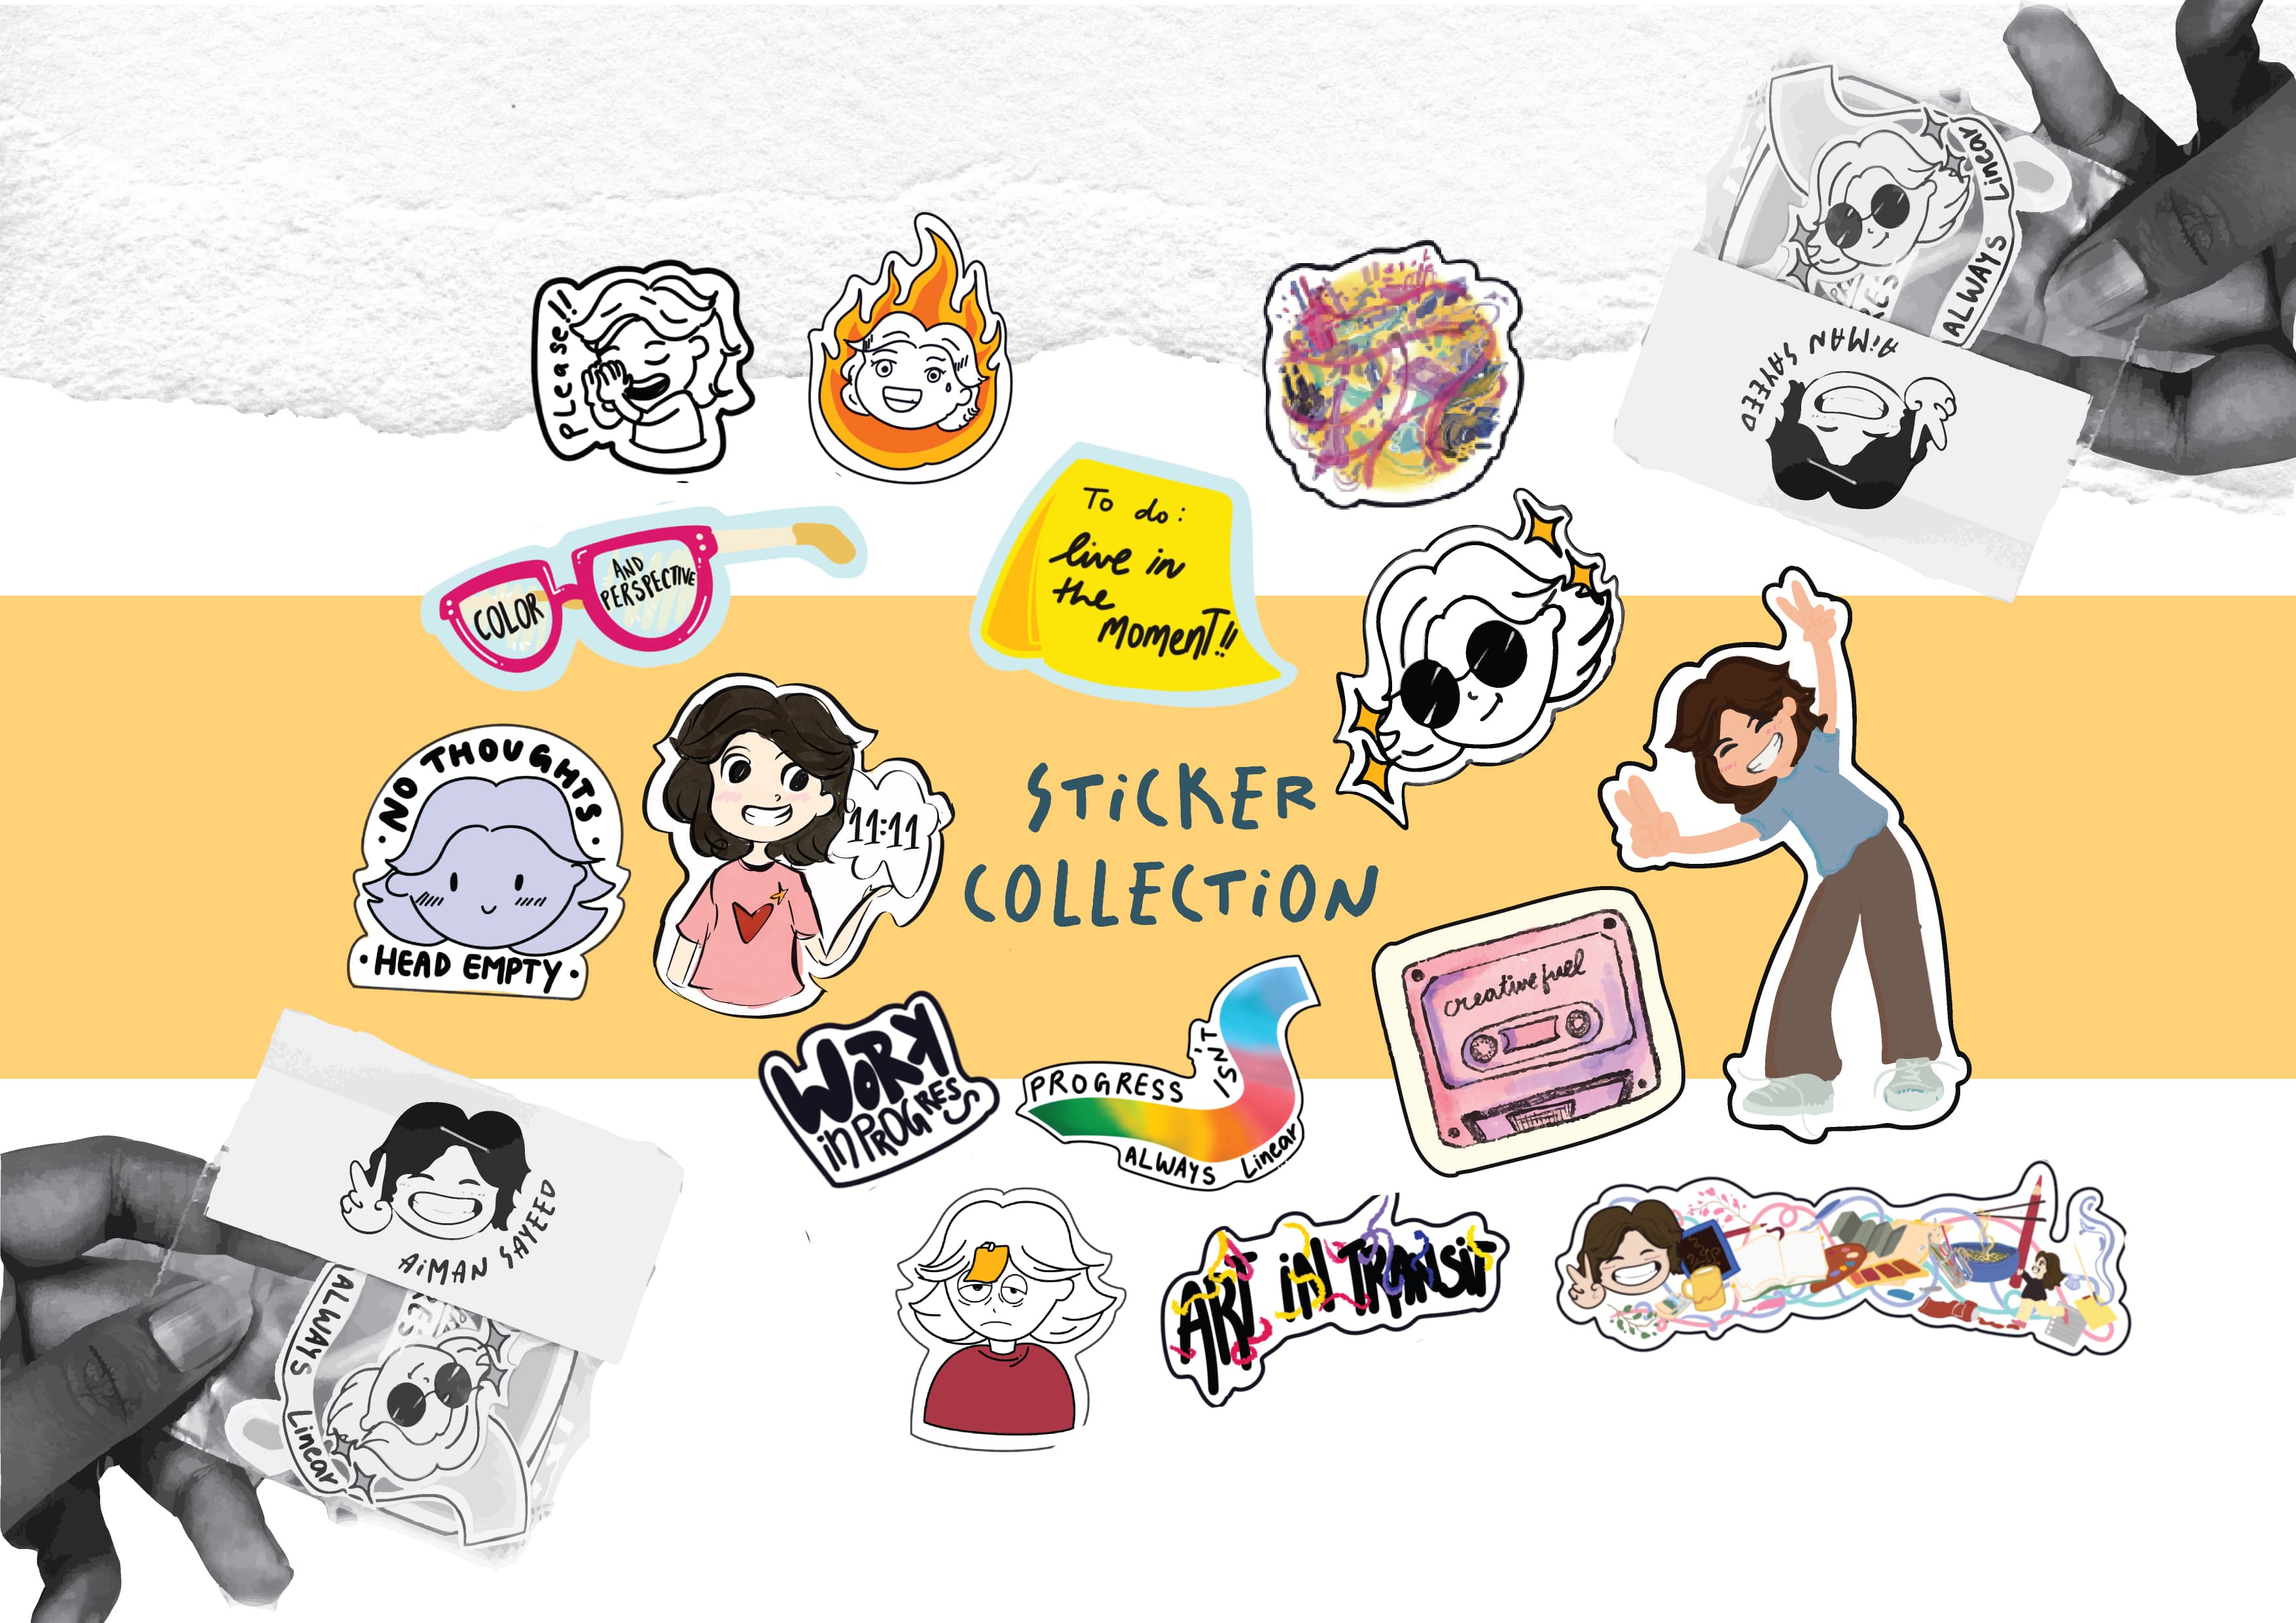 Please!!
To do:
live in
the
moment!!
COLOR
AND
PERSPECTIVE
NO THOUGHTS
HEAD EMPTY
11:11
STiCKER
COLLECTiON
creative fuel
WORK
in PROGRESS
PROGRESS ISN'T
ALWAYS Linear
ART iN TRANSiT
ALWAYS Linear
RES
AiMAN SAYEED
AiMAN SAYEED
RES
ALWAYS Linear